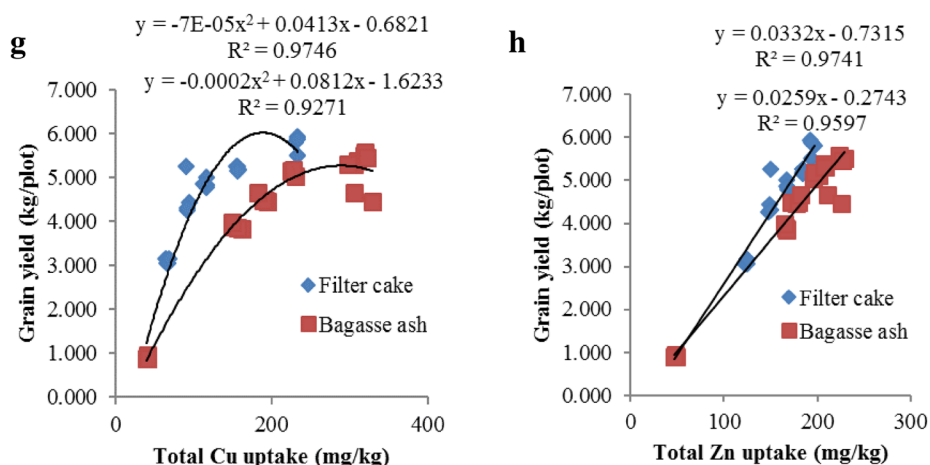 g
y = -7E-05x² + 0.0413x - 0.6821
R² = 0.9746
y = -0.0002x² + 0.0812x - 1.6233
R² = 0.9271
7.000
6.000
5.000
4.000
3.000
2.000
1.000
0.000
Grain yield (kg/plot)
Filter cake
Bagasse ash
0
200
400
Total Cu uptake (mg/kg)
h
y = 0.0332x - 0.7315
R² = 0.9741
y = 0.0259x - 0.2743
R² = 0.9597
7.000
6.000
5.000
4.000
3.000
2.000
1.000
0.000
Grain yield (kg/plot)
Filter cake
Bagasse ash
0
100
200
300
Total Zn uptake (mg/kg)